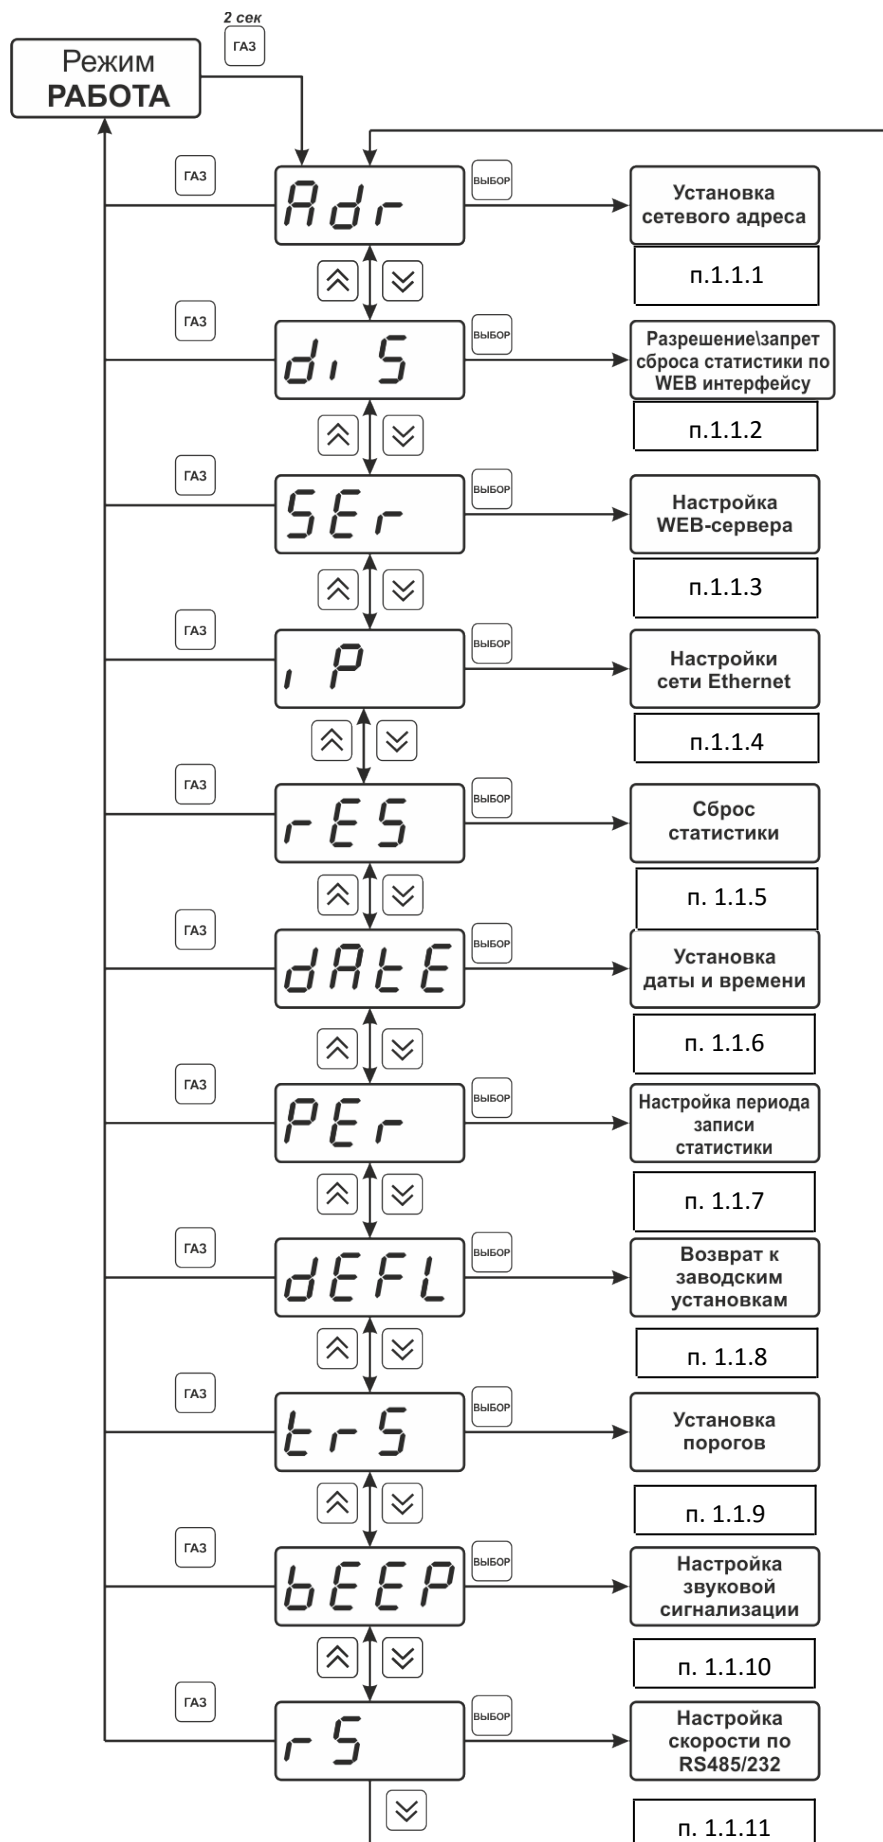 2 сек
ГАЗ
Режим
РАБОТА
ГАЗ
Adr
ВЫБОР
Установка
сетевого адреса
п.1.1.1
ГАЗ
diS
ВЫБОР
Разрешение\запрет
сброса статистики по
WEB интерфейсу
п.1.1.2
ГАЗ
SEr
ВЫБОР
Настройка
WEB-сервера
п.1.1.3
ГАЗ
iP
ВЫБОР
Настройки
сети Ethernet
п.1.1.4
ГАЗ
rES
ВЫБОР
Сброс
статистики
п. 1.1.5
ГАЗ
dAtE
ВЫБОР
Установка
даты и времени
п. 1.1.6
ГАЗ
PEr
ВЫБОР
Настройка периода
записи
статистики
п. 1.1.7
ГАЗ
dEFL
ВЫБОР
Возврат к
заводским
установкам
п. 1.1.8
ГАЗ
trS
ВЫБОР
Установка
порогов
п. 1.1.9
ГАЗ
bEEP
ВЫБОР
Настройка
звуковой
сигнализации
п. 1.1.10
ГАЗ
rS
ВЫБОР
Настройка
скорости по
RS485/232
п. 1.1.11